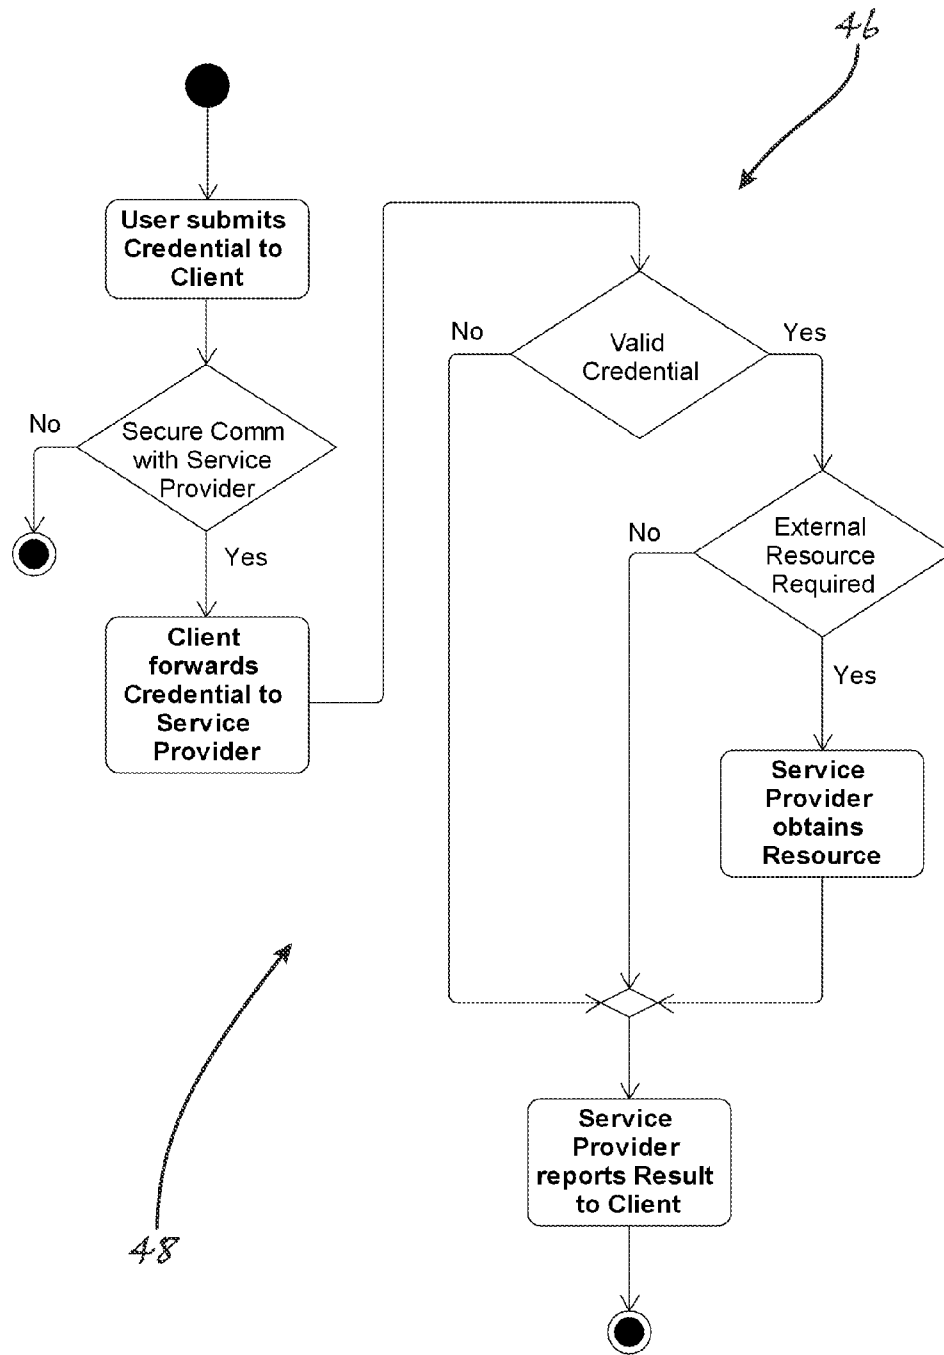 46
User submits
Credential to
Client
No
Secure Comm
with Service
Provider
Yes
Client
forwards
Credential to
Service
Provider
No
Valid
Credential
Yes
No
External
Resource
Required
Yes
Service
Provider
obtains
Resource
Service
Provider
reports Result
to Client
48